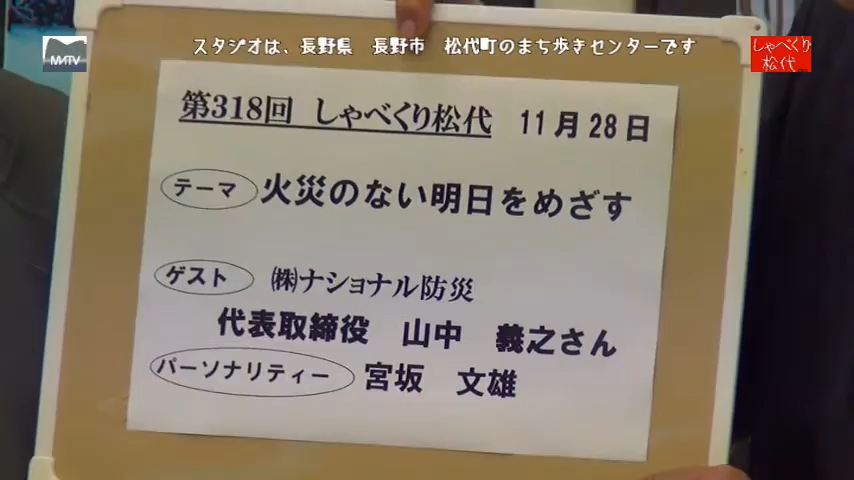 スタジオは、長野県 長野市 松代町のまち歩きセンターです
MATV
しゃべくり
松代
第318回 しゃべくり松代 11月28日
テーマ 火災のない明日をめざす
ゲスト ㈱ナショナル防災
代表取締役 山中 義之さん
パーソナリティー 宮坂 文雄